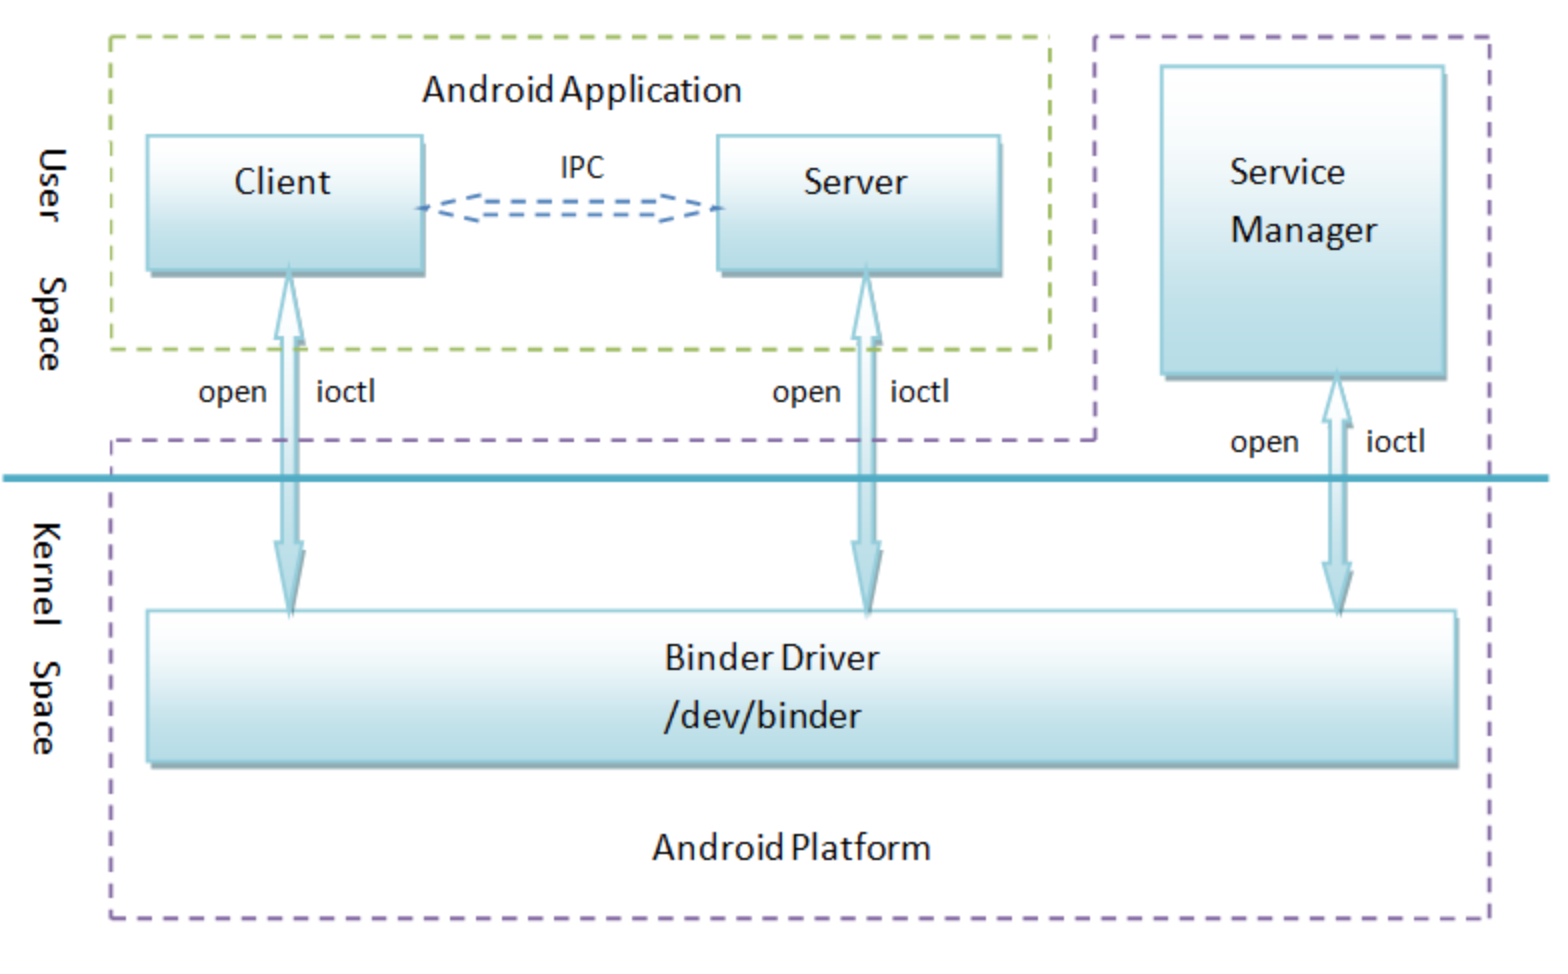 Android Application
Client
IPC
Server
Service
Manager
User Space
open ioctl
open ioctl
open ioctl
Kernel Space
Binder Driver
/dev/binder
Android Platform